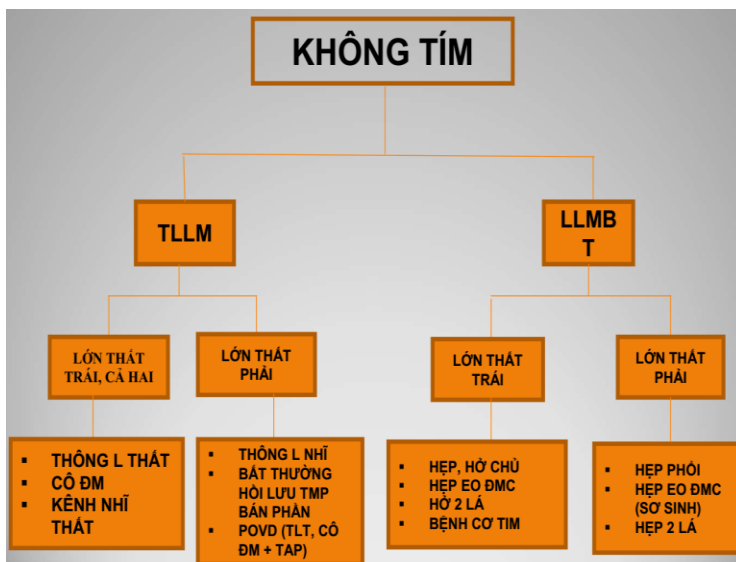 KHÔNG TÍM
TLLM
LLMB
T
LỚN THẤT
TRÁI, CẢ HAI
LỚN THẤT
PHẢI
LỚN THẤT
TRÁI
LỚN THẤT
PHẢI
▪ THÔNG L THẤT
▪ CÔ ĐM
▪ KÊNH NHĨ
THẤT
▪ THÔNG L NHĨ
▪ BẤT THƯỜNG
HỒI LƯU TMP
BÁN PHẦN
▪ POVD (TLT, CÔ
ĐM + TAP)
▪ HẸP, HỞ CHỦ
▪ HẸP EO ĐMC
▪ HỞ 2 LÁ
▪ BỆNH CƠ TIM
▪ HẸP PHỔI
▪ HẸP EO ĐMC
(SƠ SINH)
▪ HẸP 2 LÁ